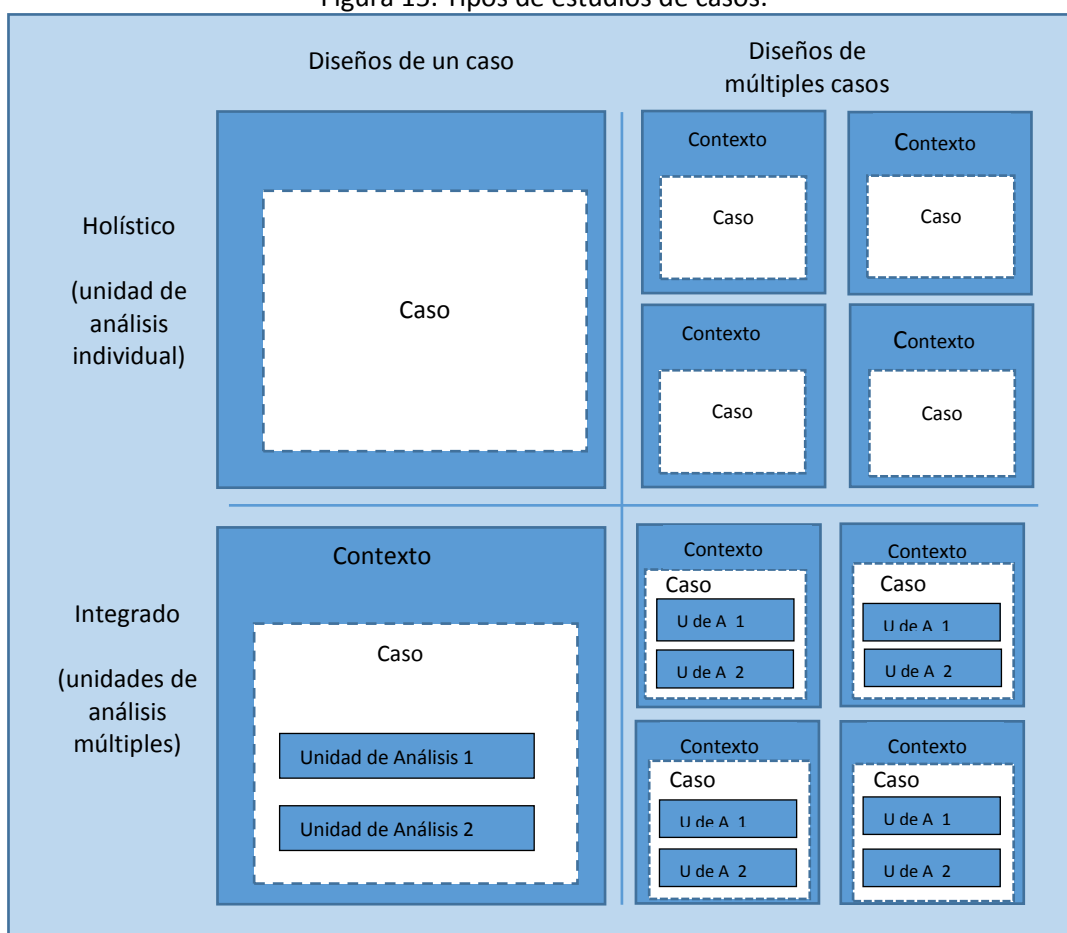 Figura 15. Tipos de estudios de casos.
Diseños de un caso
Diseños de
múltiples casos
Holístico
(unidad de
análisis
individual)
Caso
Contexto
Caso
Contexto
Caso
Contexto
Caso
Contexto
Caso
Integrado
(unidades de
análisis
múltiples)
Contexto
Caso
Unidad de Análisis 1
Unidad de Análisis 2
Contexto
Caso
U de A 1
U de A 2
Contexto
Caso
U de A 1
U de A 2
Contexto
Caso
U de A 1
U de A 2
Contexto
Caso
U de A 1
U de A 2